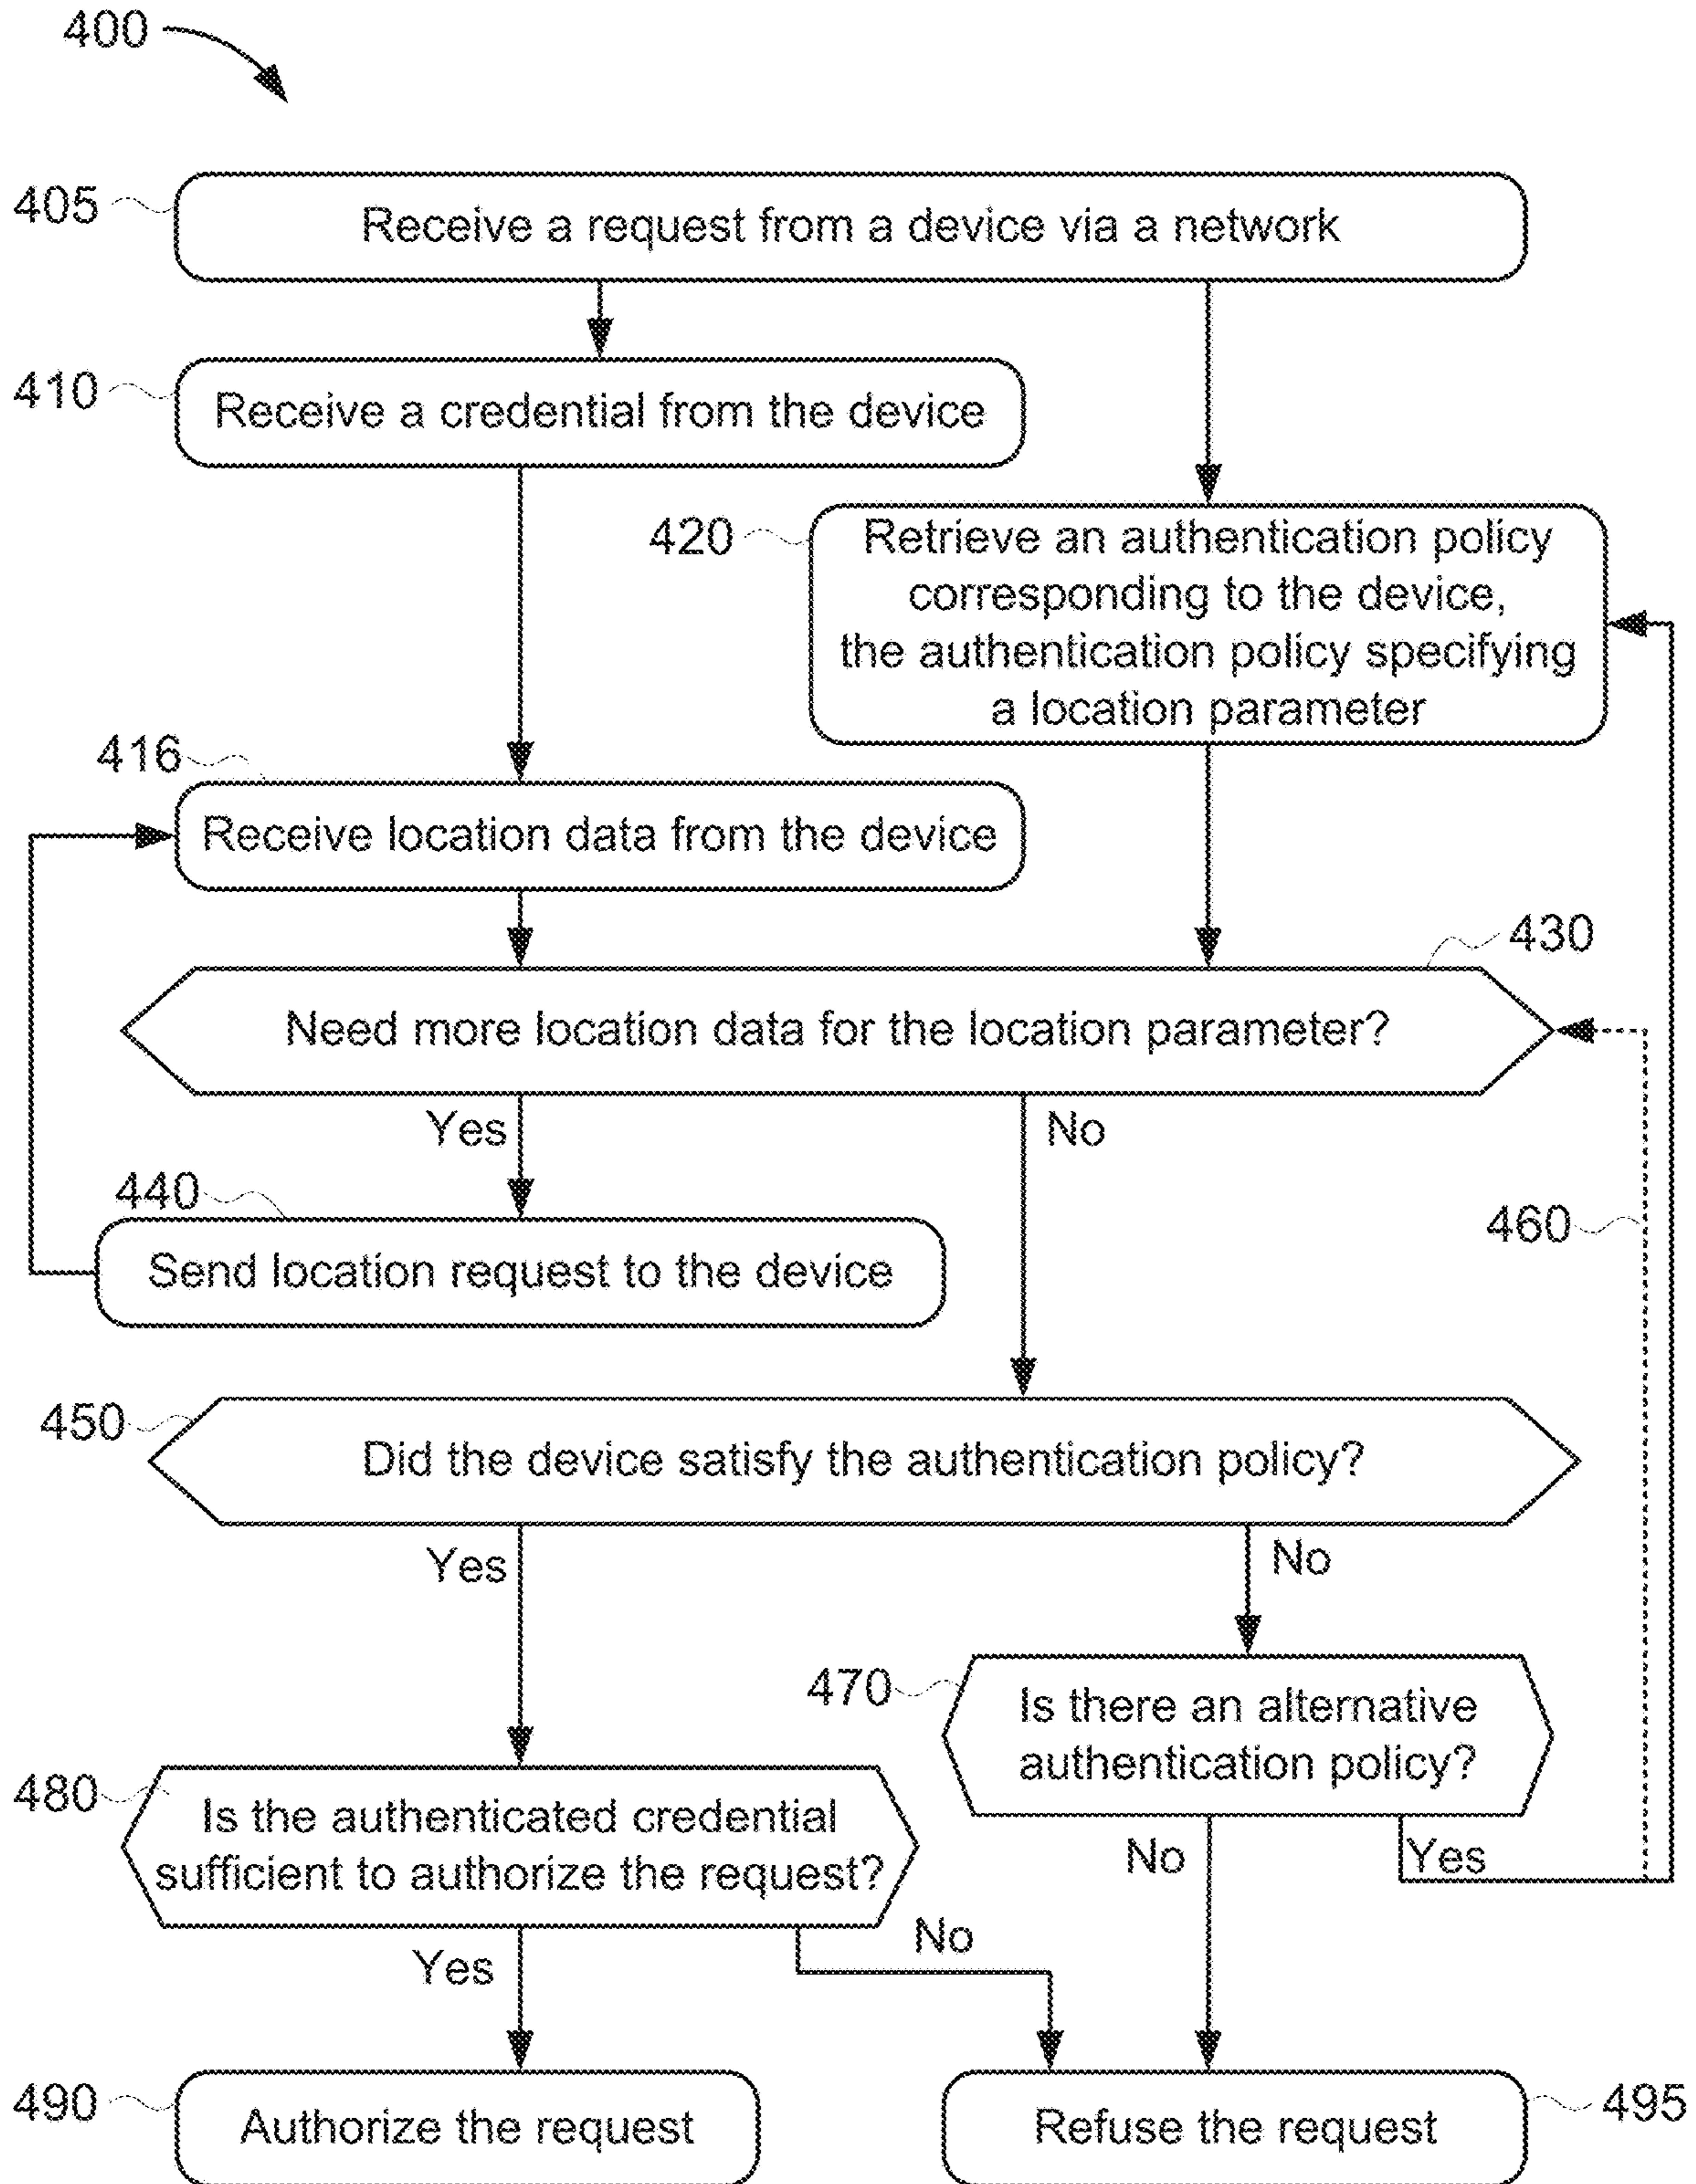 400
405
Receive a request from a device via a network
410
Receive a credential from the device
420
Retrieve an authentication policy
corresponding to the device,
the authentication policy specifying
a location parameter
416
Receive location data from the device
430
Need more location data for the location parameter?
Yes
No
440
Send location request to the device
460
450
Did the device satisfy the authentication policy?
Yes
No
470
Is there an alternative
authentication policy?
480
Is the authenticated credential
sufficient to authorize the request?
No
Yes
Yes
No
490
Authorize the request
Refuse the request
495